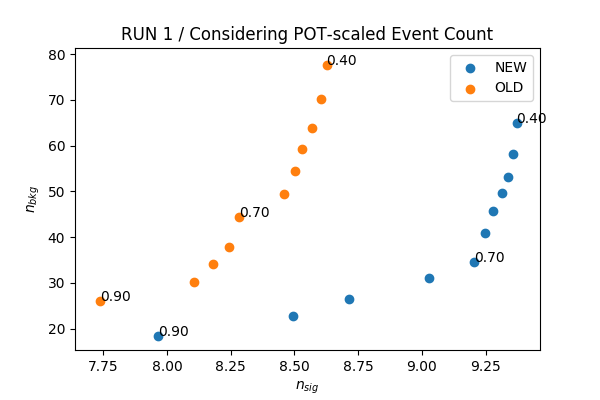 RUN 1 / Considering POT-scaled Event Count
NEW
OLD
0.40
0.40
0.70
0.70
0.90
0.90
80
70
60
50
40
30
20
n_bkg
7.75 8.00 8.25 8.50 8.75 9.00 9.25
n_sig